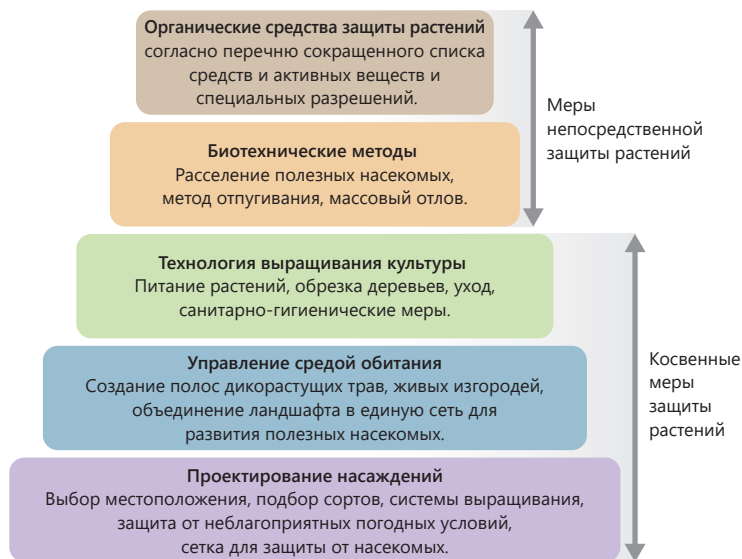 Органические средства защиты растений
согласно перечню сокращенного списка
средств и активных веществ и
специальных разрешений.
Меры
непосредственной
защиты растений
Биотехнические методы
Расселение полезных насекомых,
метод отпугивания, массовый отлов.
Технология выращивания культуры
Питание растений, обрезка деревьев, уход,
санитарно-гигиенические меры.
Управление средой обитания
Создание полос дикорастущих трав, живых изгородей,
объединение ландшафта в единую сеть для
развития полезных насекомых.
Косвенные
меры
защиты
растений
Проектирование насаждений
Выбор местоположения, подбор сортов, системы выращивания,
защита от неблагоприятных погодных условий,
сетка для защиты от насекомых.